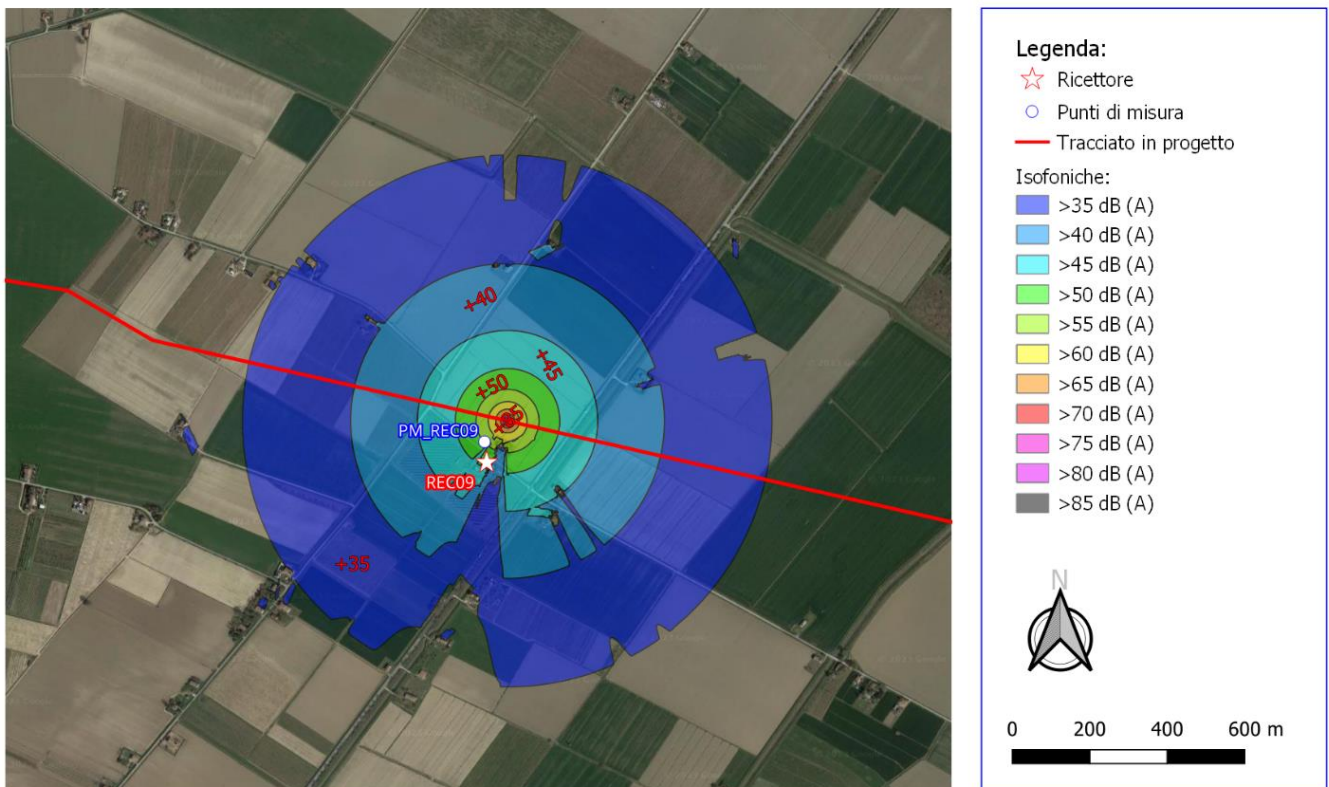 +40
+45
+50
PM_REC09
REC09
+35
Legenda:
Ricettore
Punti di misura
Tracciato in progetto
Isofoniche:
>35 dB (A)
>40 dB (A)
>45 dB (A)
>50 dB (A)
>55 dB (A)
>60 dB (A)
>65 dB (A)
>70 dB (A)
>75 dB (A)
>80 dB (A)
>85 dB (A)
N
0 200 400 600 m